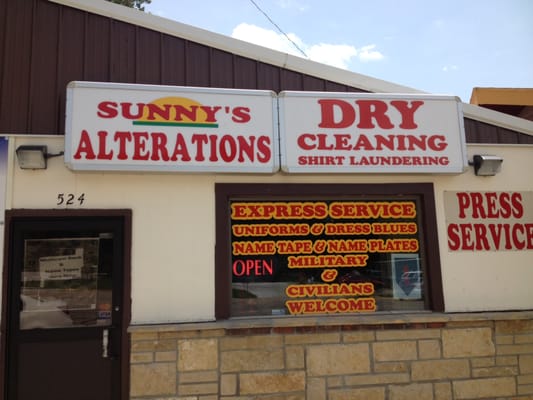 SUNNY'S
ALTERATIONS
DRY
CLEANING
SHIRT LAUNDERING
524
EXPRESS SERVICE
UNIFORMS & DRESS BLUES
NAME TAPE & NAME PLATES
MILITARY
&
CIVILIANS
WELCOME
OPEN
PRESS
SERVICE